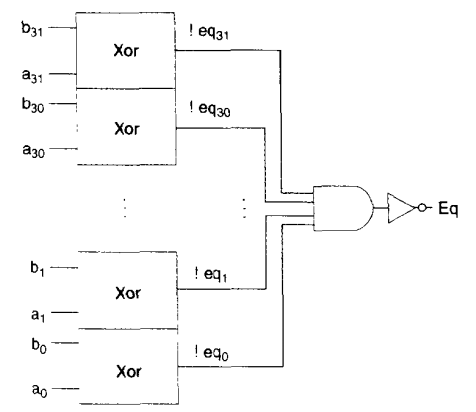 b31
Xor
! eq31
a31
b30
Xor
! eq30
a30
Eq
b1
Xor
! eq1
a1
b0
Xor
! eq0
a0